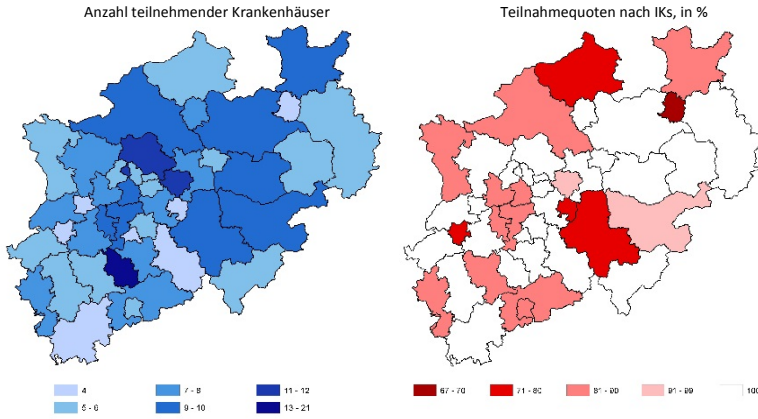 Anzahl teilnehmender Krankenhäuser
Teilnahmequoten nach IKs, in %
4
7 - 8
11 - 12
67 - 70
71 - 80
81 - 90
91 - 99
100
5 - 6
9 - 10
13 - 21